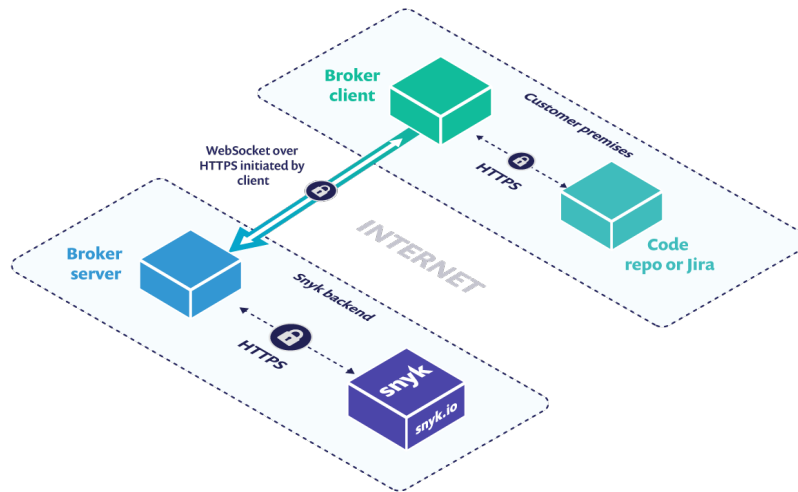 Broker
client
Customer premises
WebSocket over
HTTPS initiated by
client
HTTPS
Code
repo or Jira
INTERNET
Broker
server
Snyk backend
HTTPS
snyk
snyk.io